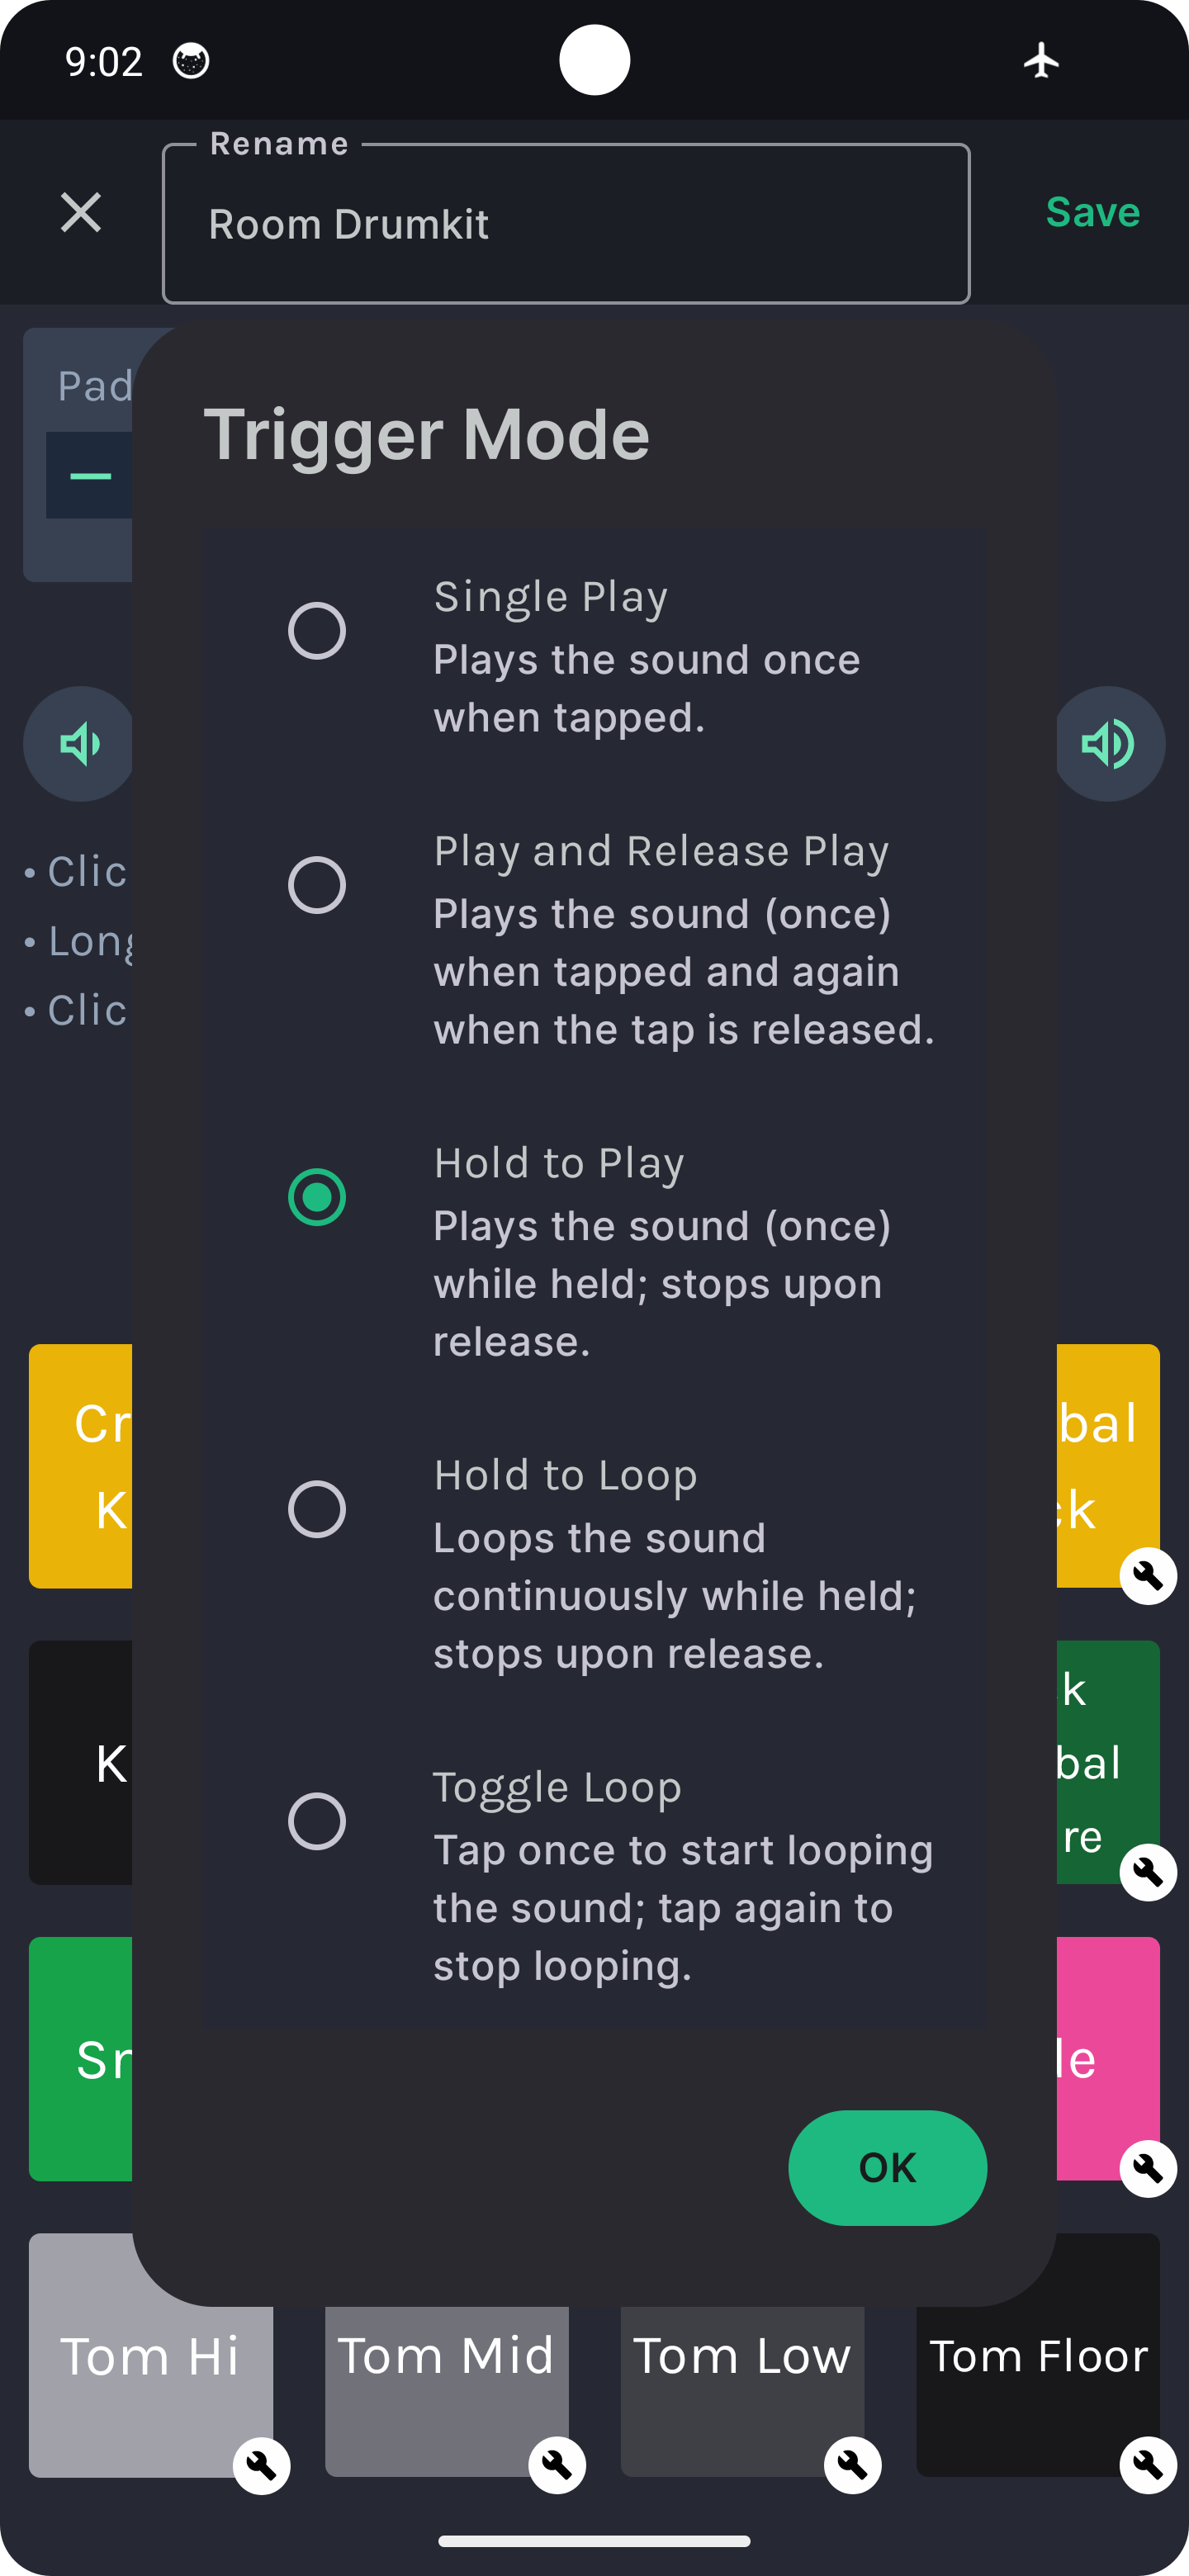 9:02
Rename
Room Drumkit
Save
Pad
Trigger Mode
Single Play
Plays the sound once
when tapped.
Play and Release Play
Plays the sound (once)
when tapped and again
when the tap is released.
Hold to Play
Plays the sound (once)
while held; stops upon
release.
Hold to Loop
Loops the sound
continuously while held;
stops upon release.
Toggle Loop
Tap once to start looping
the sound; tap again to
stop looping.
OK
Tom Hi
Tom Mid
Tom Low
Tom Floor